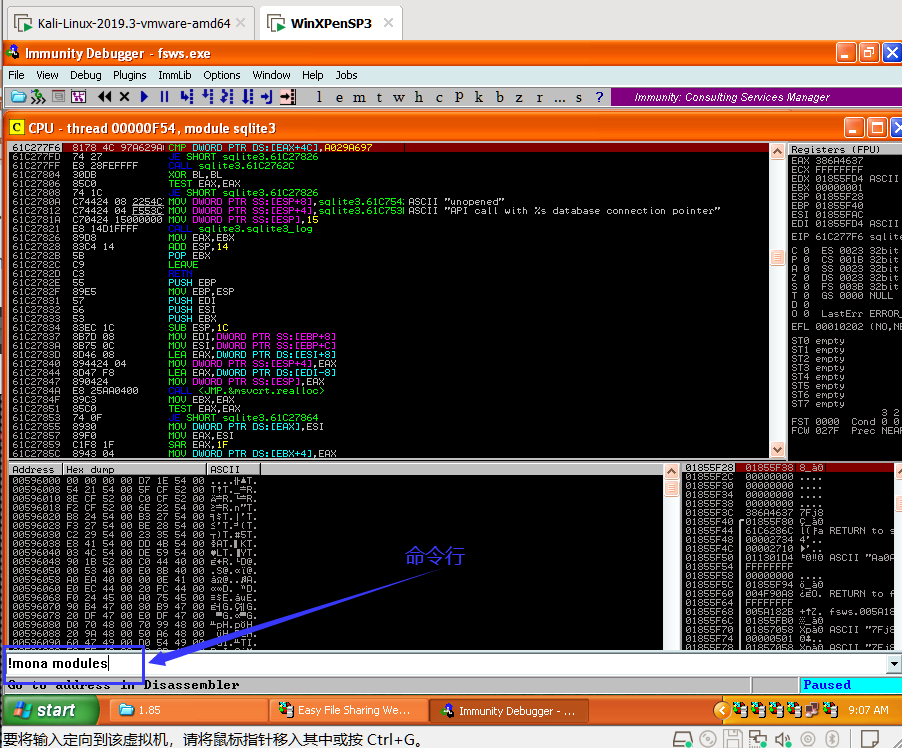 Kali-Linux-2019.3-vmware-amd64
WinXPenSP3
Immunity Debugger - fsws.exe
File View Debug Plugins ImmLib Options Window Help Jobs
l e m t w h c p k b z r ... s ?
Immunity: Consulting Services Manager
CPU - thread 00000F54, module sqlite3
61C277F6 8178 4C 97A629A0 CMP DWORD PTR DS:[EAX+4C],A029A697
61C277FD 74 27 JE SHORT sqlite3.61C27826
61C277FF E8 28FEFFFF CALL sqlite3.61C2762C
61C27804 30DB XOR BL,BL
61C27806 85C0 TEST EAX,EAX
74 1C JE SHORT sqlite3.61C27826
61C2780A C74424 08 2254C MOV DWORD PTR SS:[ESP+8],sqlite3.61C754 ASCII "unopened"
61C27812 C74424 04 F553C MOV DWORD PTR SS:[ESP+4],sqlite3.61C753 ASCII "API call with %s database connection pointer"
61C2781A C70424 15000000 MOV DWORD PTR SS:[ESP],15
61C27821 E8 14D1FFFF CALL sqlite3.sqlite3_log
61C27826 89D8 MOV EAX,EBX
61C27828 83C4 14 ADD ESP,14
61C2782B 5B POP EBX
61C2782C C9 LEAVE
61C2782D C3 RETN
61C2782E 55 PUSH EBP
61C2782F 89E5 MOV EBP,ESP
61C27831 57 PUSH EDI
61C27832 56 PUSH ESI
61C27833 53 PUSH EBX
61C27834 83EC 1C SUB ESP,1C
61C27837 8B7D 08 MOV EDI,DWORD PTR SS:[EBP+8]
61C2783A 8B75 0C MOV ESI,DWORD PTR SS:[EBP+C]
61C2783D 8D46 08 LEA EAX,DWORD PTR DS:[ESI+8]
61C27840 894424 04 MOV DWORD PTR SS:[ESP+4],EAX
61C27844 8D47 F8 LEA EAX,DWORD PTR DS:[EDI-8]
61C27847 890424 MOV DWORD PTR SS:[ESP],EAX
61C2784A E8 25AA0400 CALL <JMP.&msvcrt.realloc>
61C2784F 89C3 MOV EBX,EAX
61C27851 85C0 TEST EAX,EAX
61C27853 74 0F JE SHORT sqlite3.61C27864
61C27855 8930 MOV DWORD PTR DS:[EAX],ESI
61C27857 89F0 MOV EAX,ESI
61C27859 C1F8 1F SAR EAX,1F
61C2785C 8943 04 MOV DWORD PTR DS:[EBX+4],EAX
Registers (FPU)
EAX 386A4637
ECX FFFFFFFF
EDX 01855FD4 ASCII
EBX 00000001
ESP 01855F28
EBP 01855F40
ESI 01855FAC
EDI 01855FD4 ASCII
EIP 61C277F6 sqlite
C 0 ES 0023 32bit
P 0 CS 001B 32bit
A 0 SS 0023 32bit
Z 0 DS 0023 32bit
S 0 FS 003B 32bit
T 0 GS 0000 NULL
D 0
O 0 LastErr ERROR_
EFL 00010202 (NO,NE
ST0 empty
ST1 empty
ST2 empty
ST3 empty
ST4 empty
ST5 empty
ST6 empty
ST7 empty
3 2
FST 0000 Cond 0 0
FCW 027F Prec NEAR
Address Hex dump ASCII
00596000 00 00 00 00 D7 1E 54 00
00596008 54 21 54 00 5F CF 52 00
00596010 8E CF 52 00 C0 CF 52 00
00596018 F2 CF 52 00 6E 22 54 00
00596020 B8 24 54 00 B3 27 54 00
00596028 F3 27 54 00 BE 28 54 00
00596030 C2 29 54 00 23 35 54 00
00596038 E8 41 54 00 DD 4B 54 00
00596040 03 4C 54 00 DE 59 54 00
00596048 90 1B 52 00 C0 44 40 00
00596050 00 53 40 00 E0 8B 40 00
00596058 A0 EA 40 00 00 0E 41 00
00596060 E0 EC 44 00 20 FC 44 00
00596068 F0 24 45 00 A0 75 45 00
00596070 90 B4 47 00 80 B9 47 00
00596078 20 DF 47 00 E0 DF 47 00
00596080 D0 70 48 00 70 99 48 00
00596088 20 9A 48 00 50 A6 48 00
00596090 60 47 49 00 D0 54 49 00
01855F28 01855F38
01855F2C 00000000 ....
01855F30 00000000 ....
01855F34 00000000 ....
01855F38 00000000 ....
01855F3C 386A4637 7Fj8
01855F40 01855F80
01855F44 61C6286C RETURN to s
01855F48 00002734
01855F4C 00002710
01855F50 011301D4 ASCII "Aa0A
01855F54 FFFFFFFF
01855F58 00000000 ....
01855F5C 01855F94
01855F60 004F90A8 RETURN to f
01855F64 FFFFFFFF
01855F68 005A182B fsws.005A18
01855F6C 01855FB0
01855F70 01857058 ASCII "7Fj8
01855F74 00000501
01855F78 01857058 ASCII "7Fj8
命令行
!mona modules
Go to address in Disassembler
Paused
start
1.85
Easy File Sharing We...
Immunity Debugger - ...
9:07 AM
要将输入定向到该虚拟机，请将鼠标指针移入其中或按 Ctrl+G。